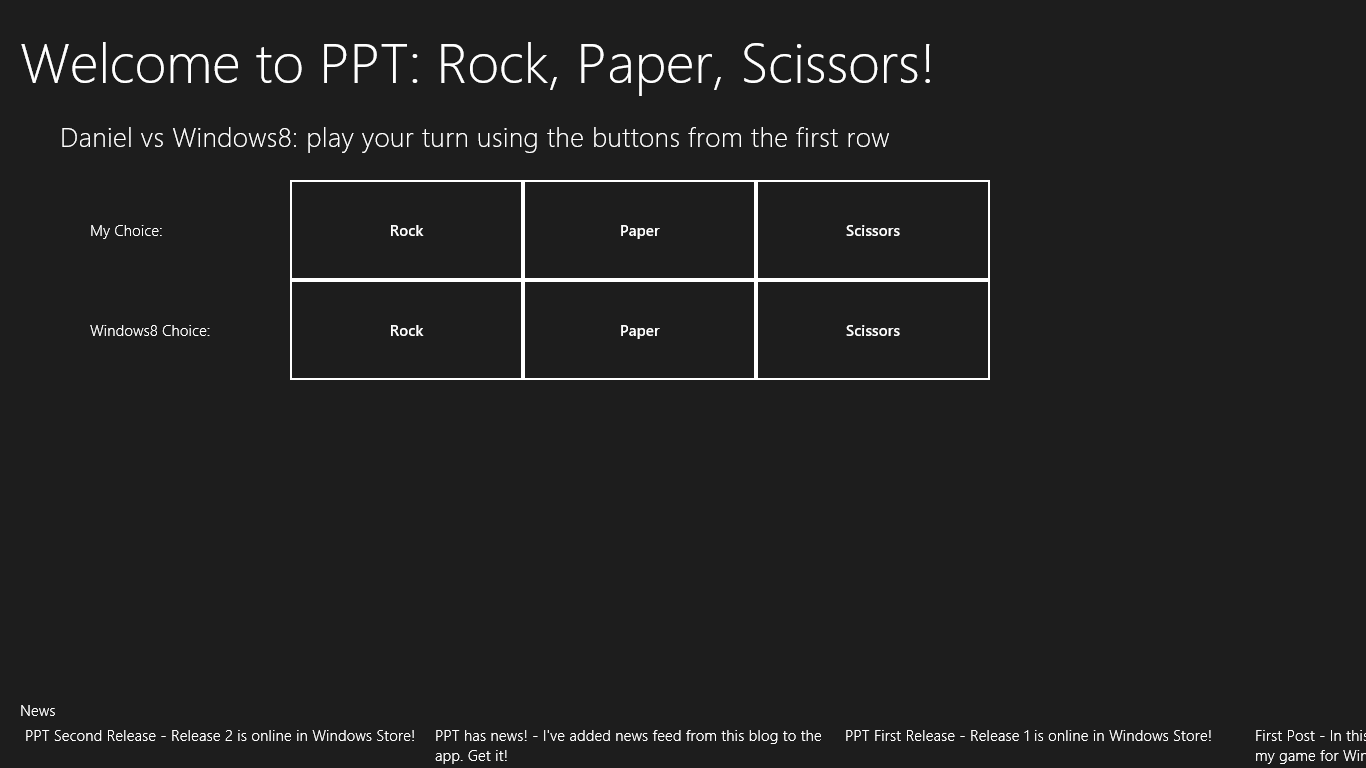 Welcome to PPT: Rock, Paper, Scissors!
Daniel vs Windows8: play your turn using the buttons from the first row
My Choice:
Rock
Paper
Scissors
Windows8 Choice:
Rock
Paper
Scissors
News
PPT Second Release - Release 2 is online in Windows Store!
PPT has news! - I've added news feed from this blog to the
app. Get it!
PPT First Release - Release 1 is online in Windows Store!
First Post - In this
my game for Win